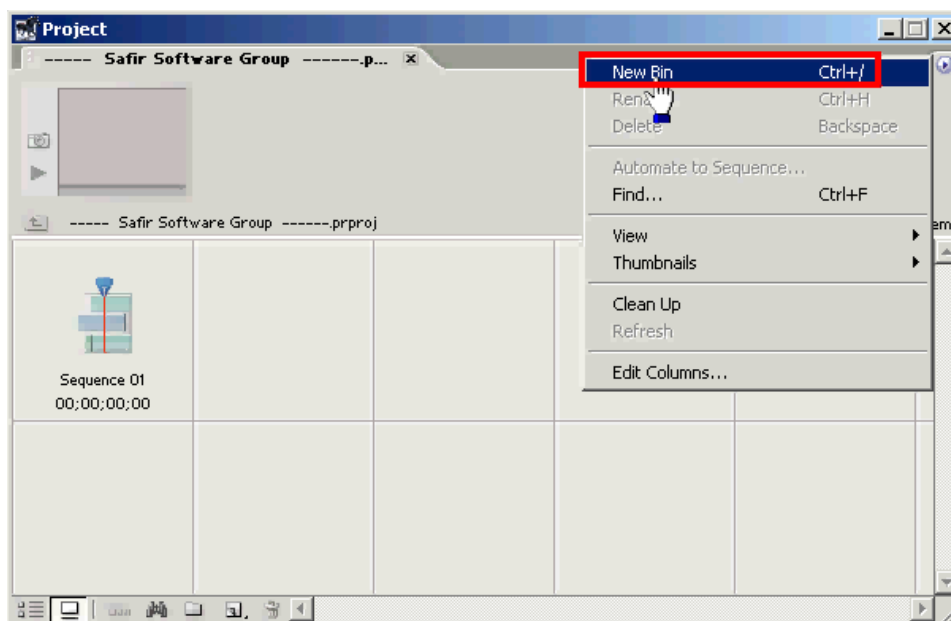 Project
----- Safir Software Group -------.p...
New Bin Ctrl+/
Ctrl+H
Delete Backspace
Automate to Sequence...
Find... Ctrl+F
----- Safir Software Group -------.prproj
View
Thumbnails
Clean Up
Refresh
Edit Columns...
Sequence 01
00;00;00;00